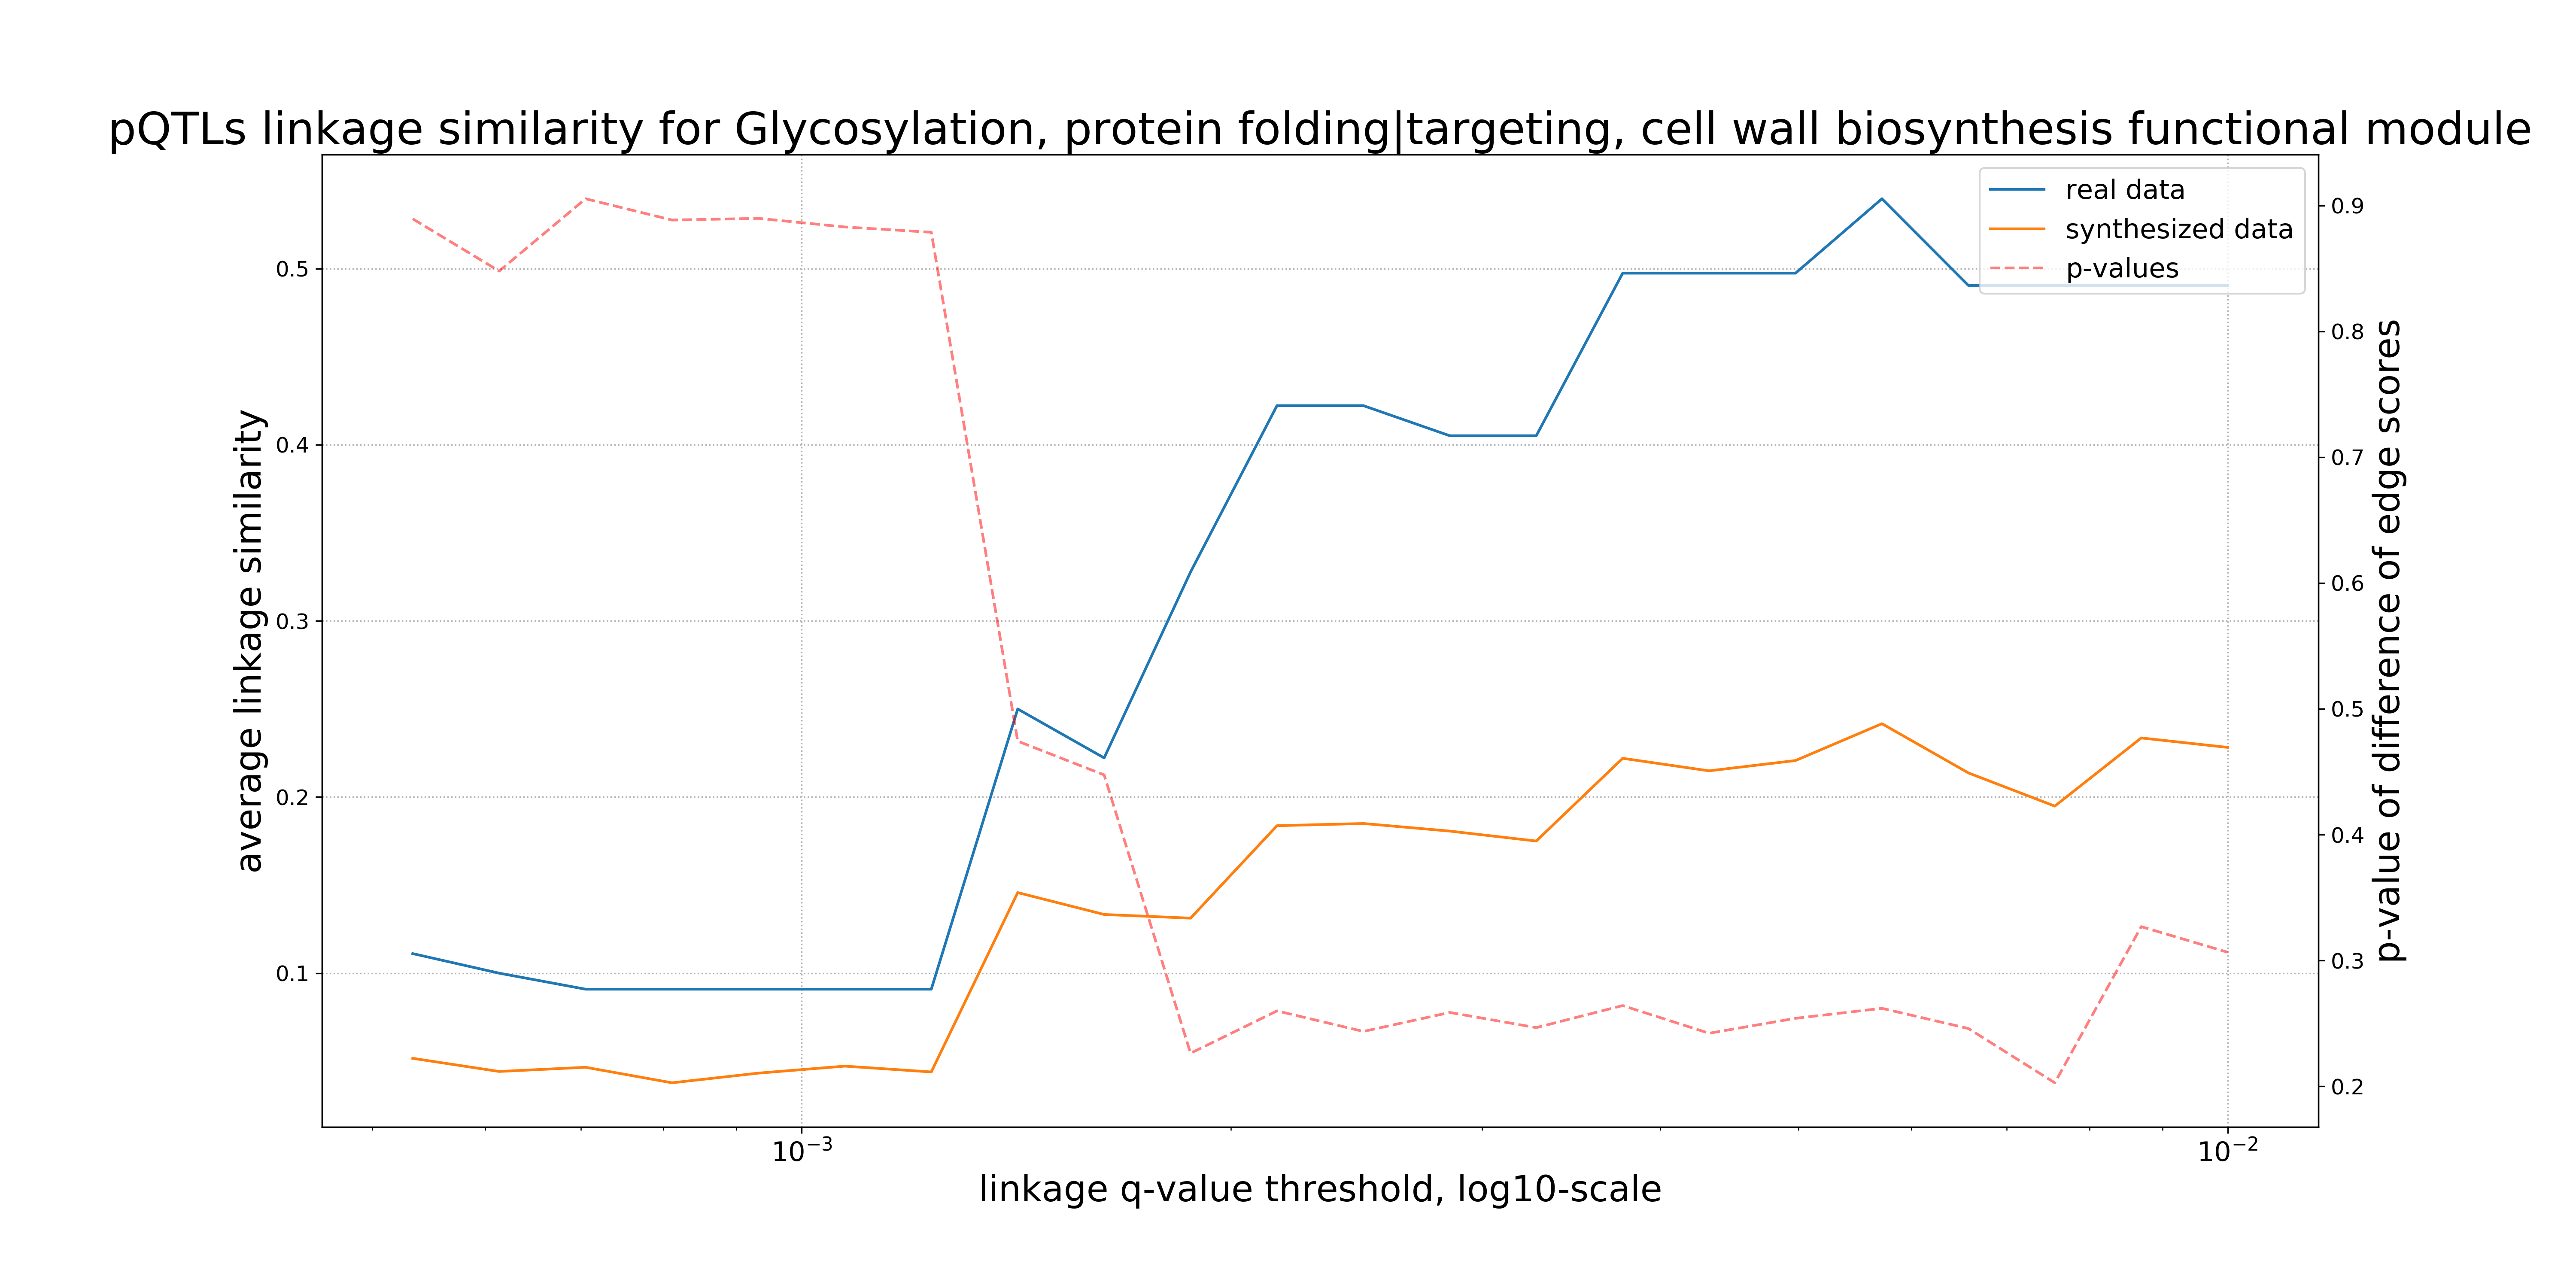 pQTLs linkage similarity for Glycosylation, protein folding|targeting, cell wall biosynthesis functional module
real data
synthesized data
p-values
average linkage similarity
0.5
0.4
0.3
0.2
0.1
0.9
0.8
0.7
0.6
0.5
0.4
0.3
0.2
p-value of difference of edge scores
10⁻³
10⁻²
linkage q-value threshold, log10-scale